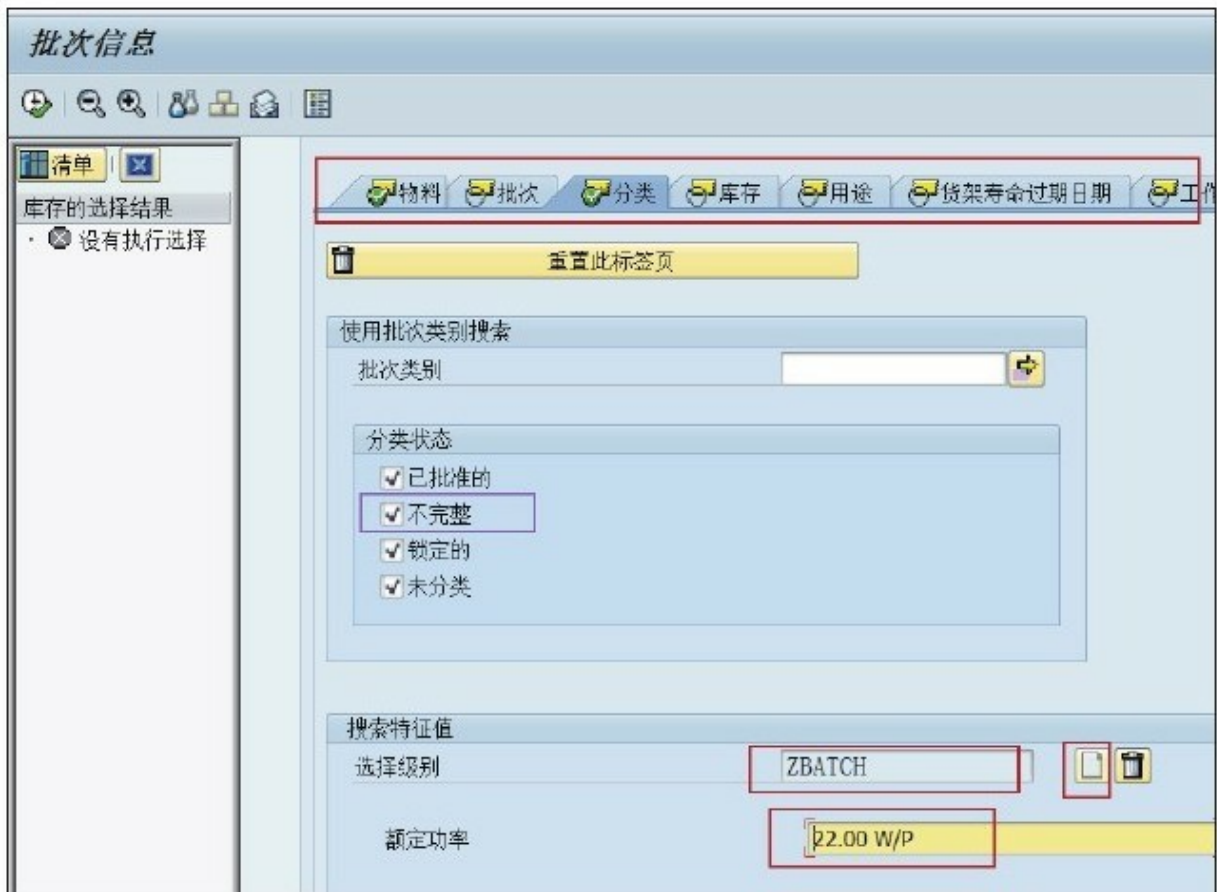 批次信息
清单
库存的选择结果
没有执行选择
物料 批次 分类 库存 用途 货架寿命过期日期 工作
重置此标签页
使用批次类别搜索
批次类别
分类状态
已批准的
不完整
锁定的
未分类
搜索特征值
选择级别 ZBATCH
额定功率 22.00 W/P